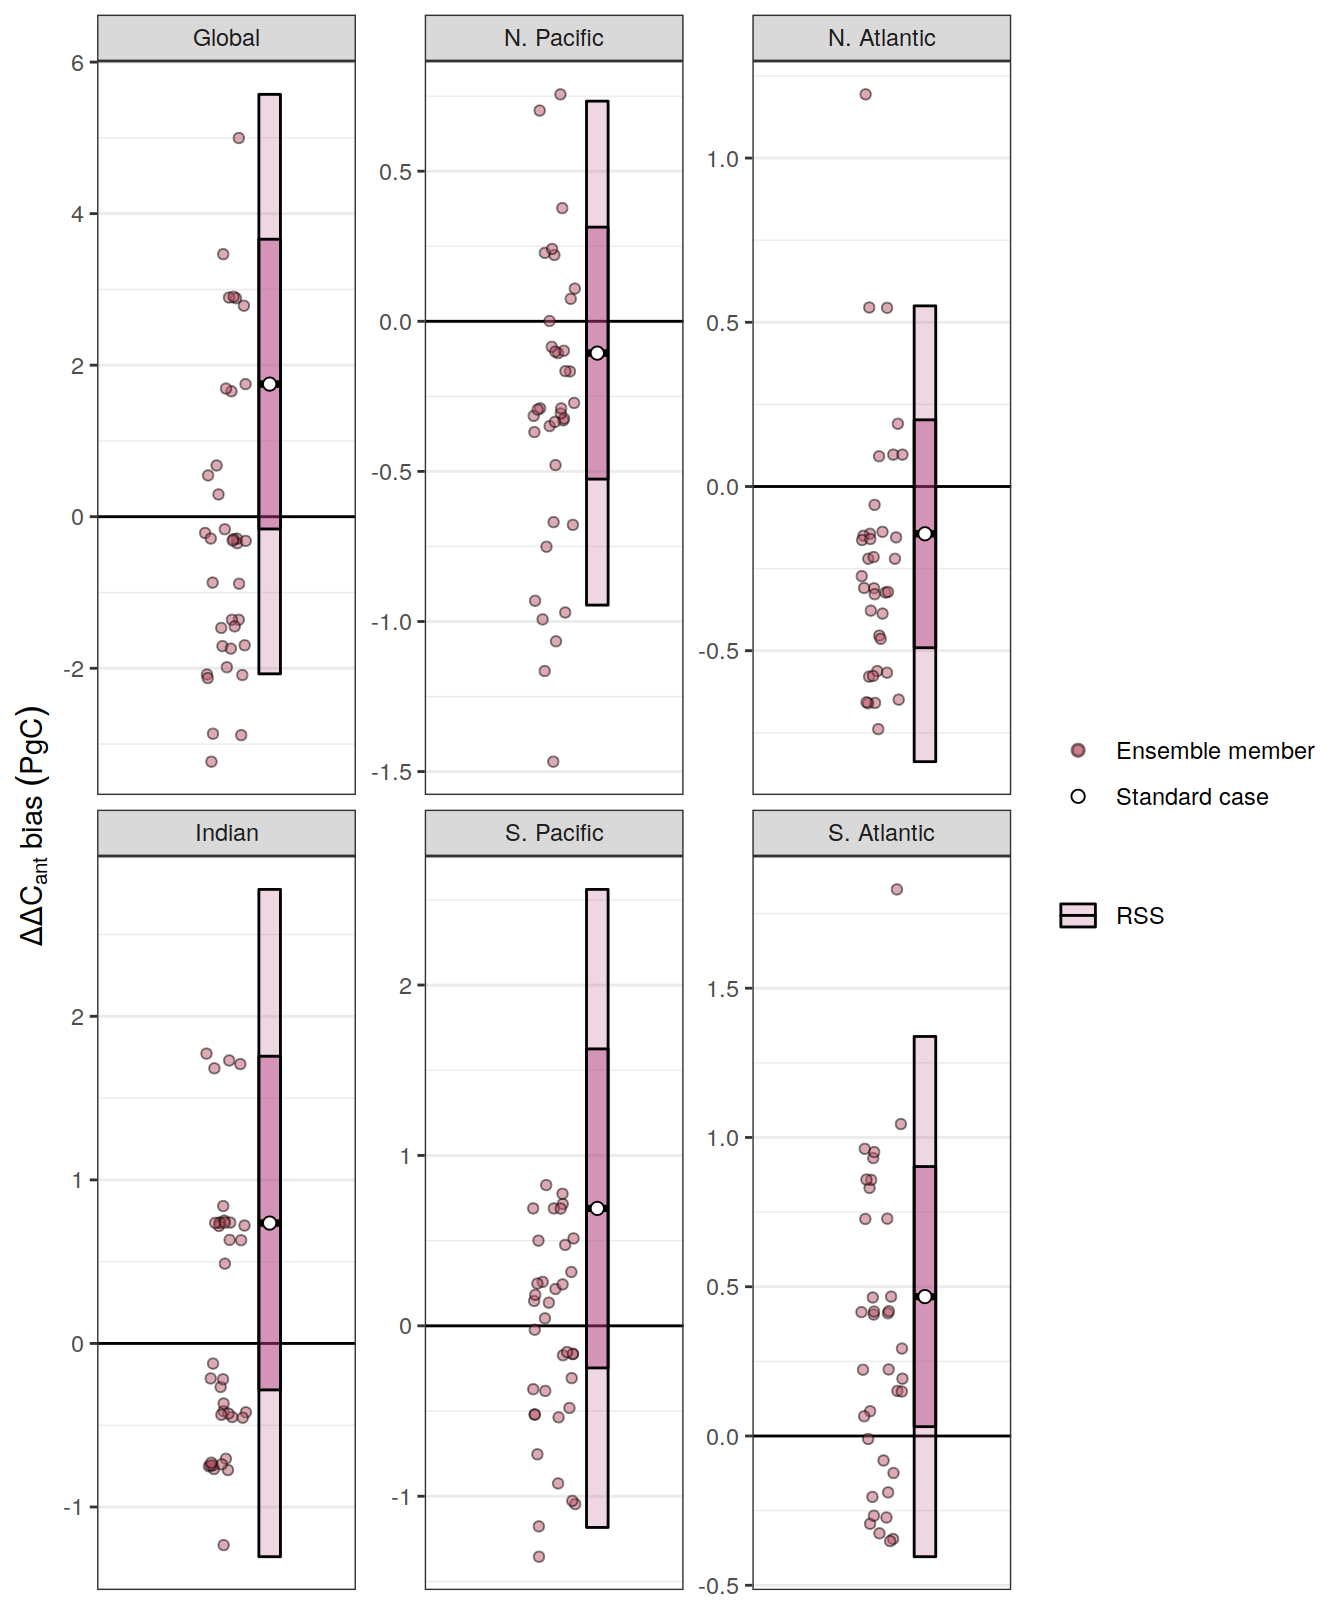 Global
N. Pacific
N. Atlantic
6
4
2
0
-2
0.5
0.0
-0.5
-1.0
-1.5
1.0
0.5
0.0
-0.5
ΔΔCant bias (PgC)
Indian
S. Pacific
S. Atlantic
2
1
0
-1
2
1
0
-1
1.5
1.0
0.5
0.0
-0.5
Ensemble member
Standard case
RSS